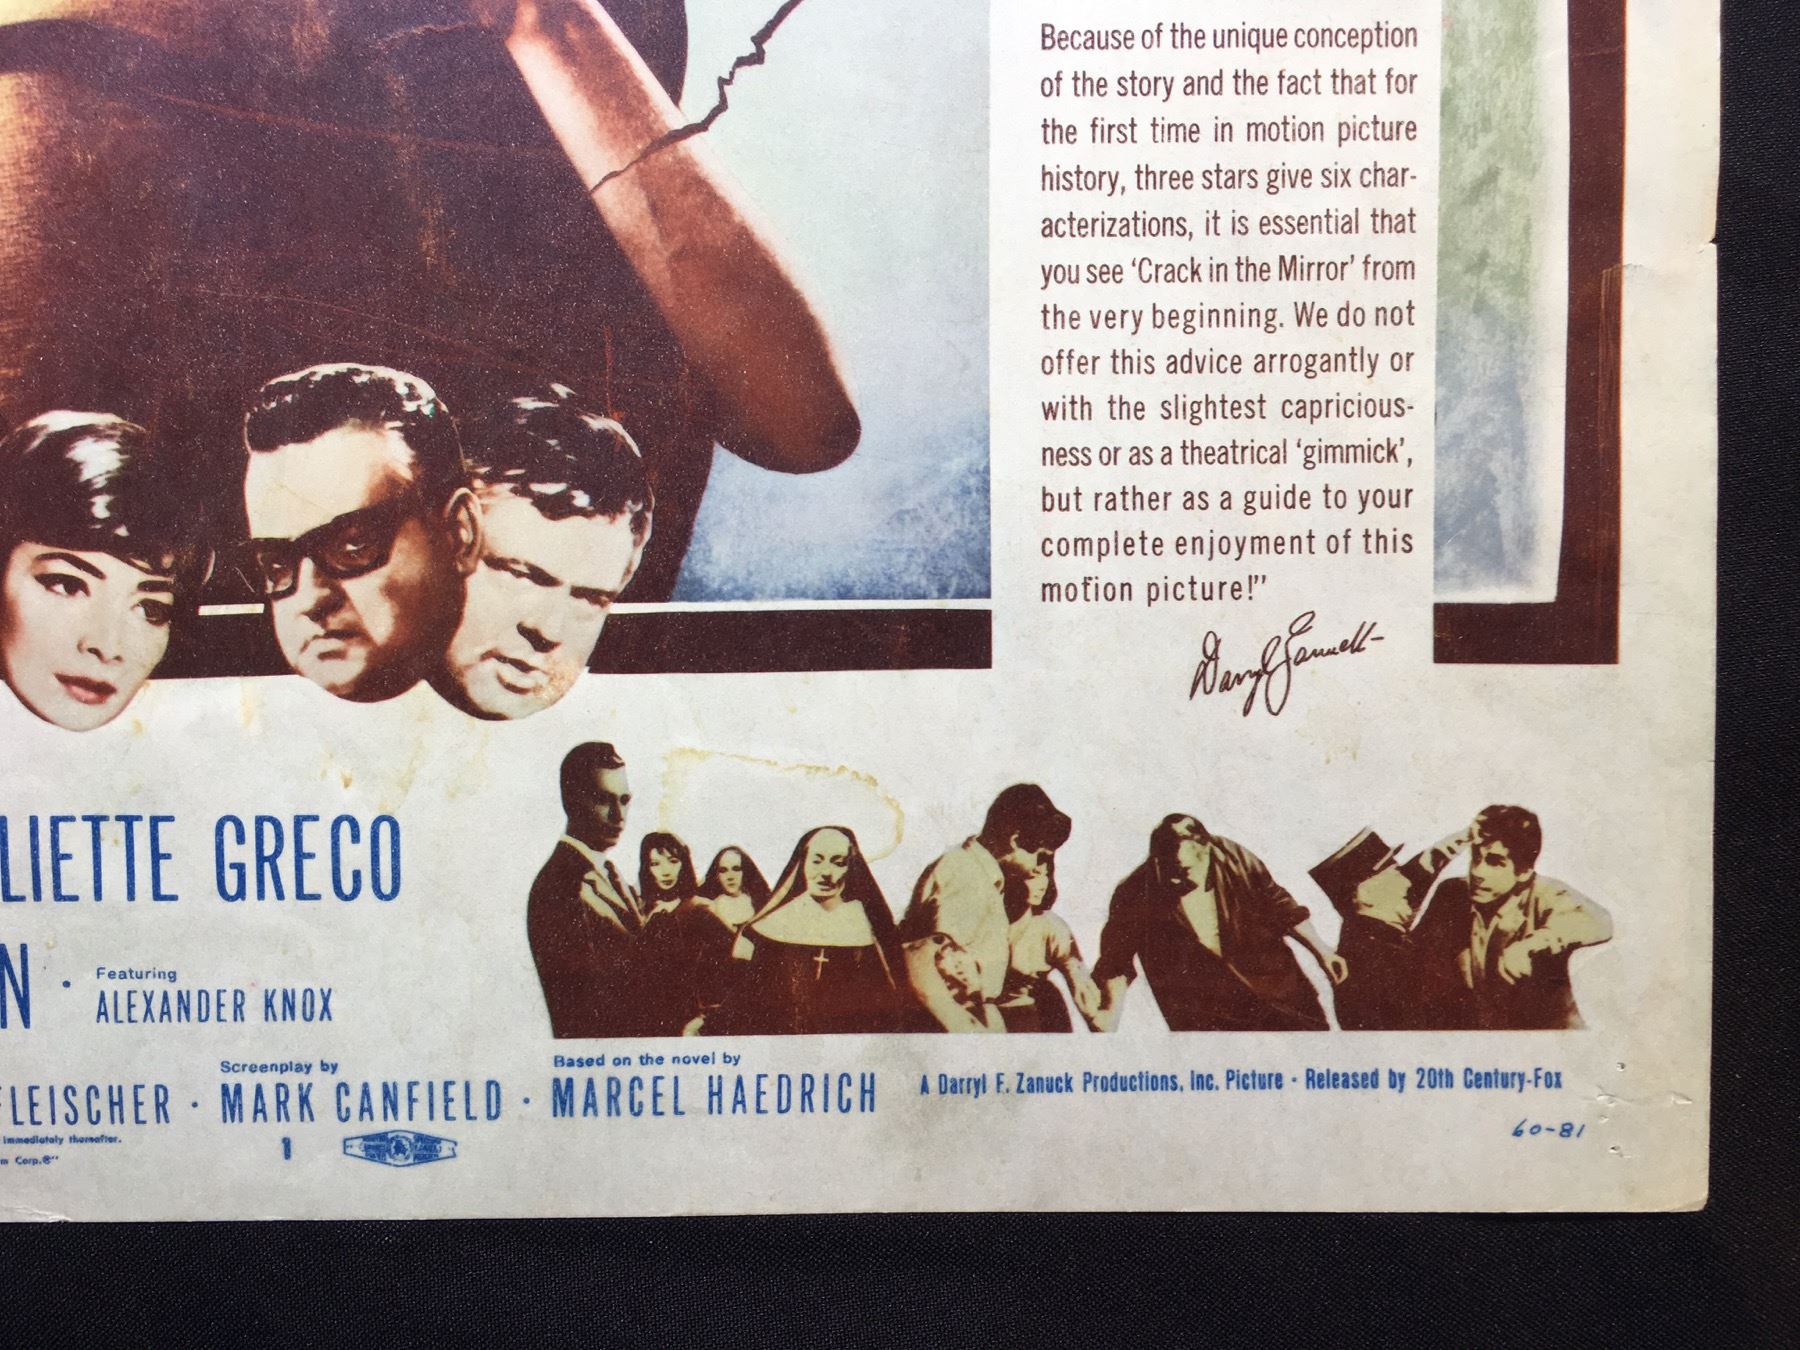 Because of the unique conception
of the story and the fact that for
the first time in motion picture
history, three stars give six char-
acterizations, it is essential that
you see ‘Crack in the Mirror’ from
the very beginning. We do not
offer this advice arrogantly or
with the slightest capricious-
ness or as a theatrical ‘gimmick’,
but rather as a guide to your
complete enjoyment of this
motion picture!”
Darryl F Zanuck
LIETTE GRECO
N · Featuring
ALEXANDER KNOX
FLEISCHER · Screenplay by MARK CANFIELD · Based on the novel by MARCEL HAEDRICH
A Darryl F. Zanuck Productions, Inc. Picture · Released by 20th Century-Fox
immediately thereafter.
m Corp.®”
1
60-81